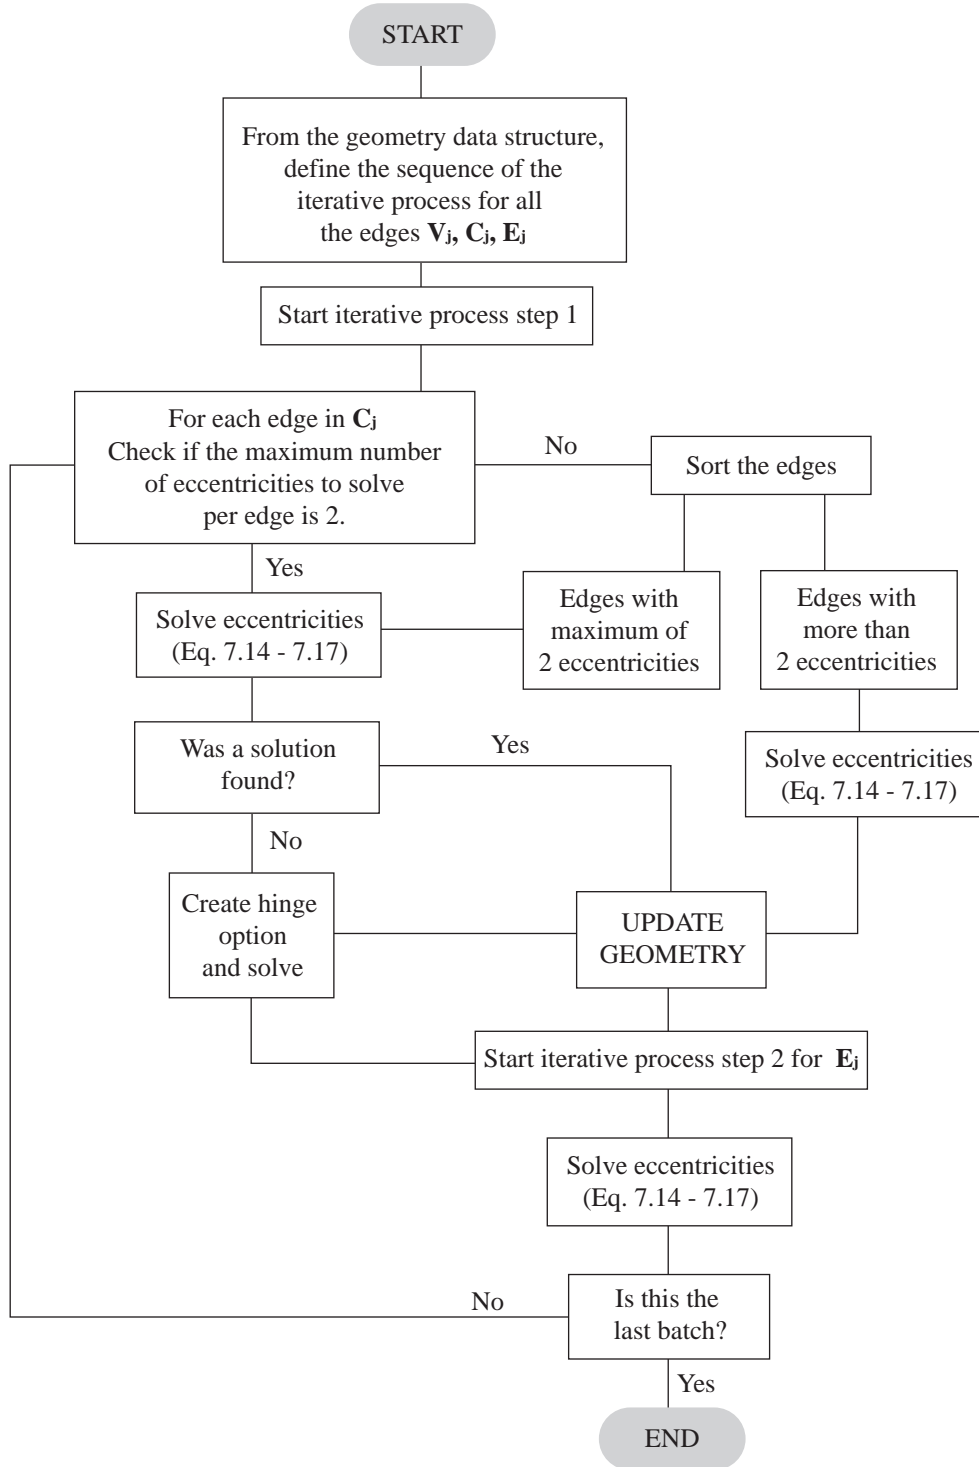 START
From the geometry data structure,
define the sequence of the
iterative process for all
the edges Vj, Cj, Ej
Start iterative process step 1
For each edge in Cj
Check if the maximum number
of eccentricities to solve
per edge is 2.
No
Sort the edges
Yes
Solve eccentricities
(Eq. 7.14 - 7.17)
Edges with
maximum of
2 eccentricities
Edges with
more than
2 eccentricities
Was a solution
found?
Yes
Solve eccentricities
(Eq. 7.14 - 7.17)
No
Create hinge
option
and solve
UPDATE
GEOMETRY
Start iterative process step 2 for Ej
Solve eccentricities
(Eq. 7.14 - 7.17)
No
Is this the
last batch?
Yes
END